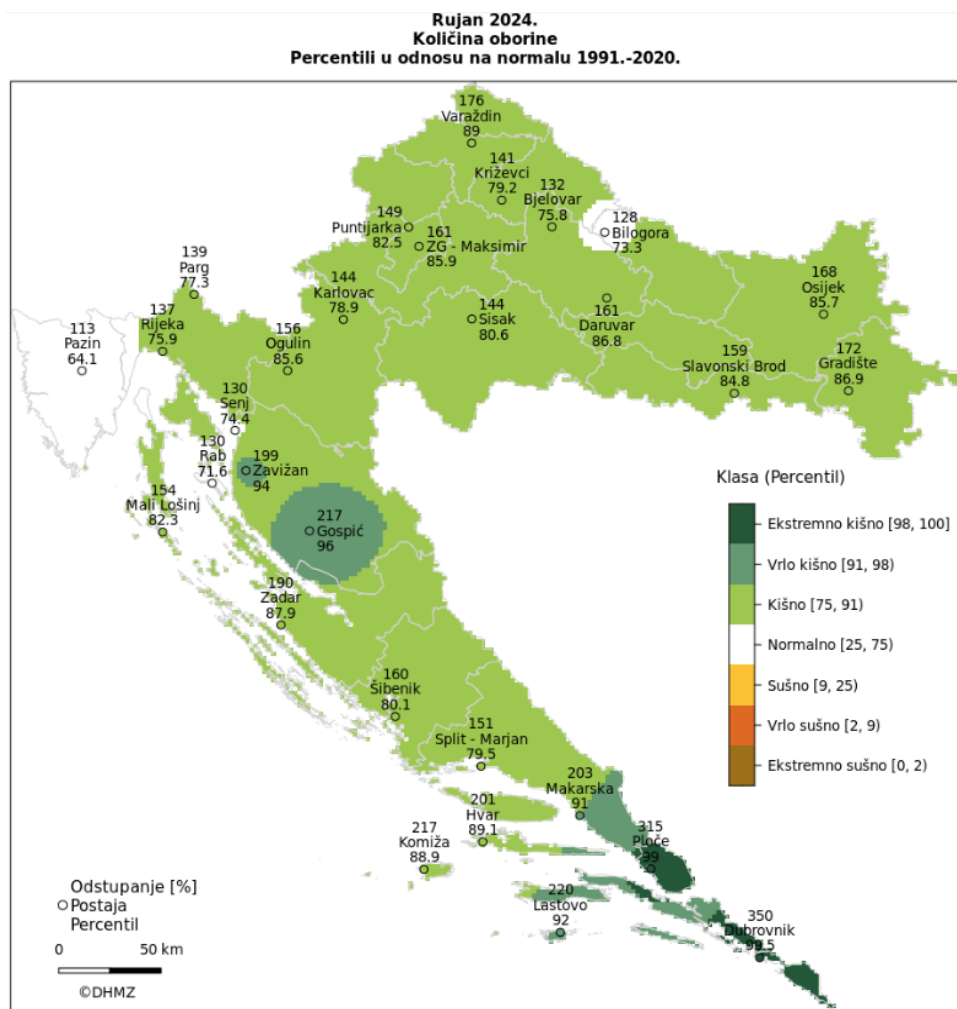 Rujan 2024.
Količina oborine
Percentili u odnosu na normalu 1991.-2020.
176
Varaždin
89
141
Križevci
79.2
132
Bjelovar
75.8
128
Bilogora
73.3
149
Puntijarka
82.5
161
ZG - Maksimir
85.9
139
Parg
77.3
144
Karlovac
78.9
144
Sisak
80.6
161
Daruvar
86.8
168
Osijek
85.7
137
Rijeka
75.9
113
Pazin
64.1
156
Ogulin
85.6
159
Slavonski Brod
84.8
172
Gradište
86.9
130
Senj
74.4
130
Rab
71.6
199
Zavižan
94
154
Mali Lošinj
82.3
217
Gospić
96
190
Zadar
87.9
160
Šibenik
80.1
151
Split - Marjan
79.5
203
Makarska
91
201
Hvar
89.1
217
Komiža
88.9
315
Ploče
99
220
Lastovo
92
350
Dubrovnik
99.5
Klasa (Percentil)
Ekstremno kišno [98, 100]
Vrlo kišno [91, 98)
Kišno [75, 91)
Normalno [25, 75)
Sušno [9, 25)
Vrlo sušno [2, 9)
Ekstremno sušno [0, 2)
Odstupanje [%]
Postaja
Percentil
0 50 km
©DHMZ